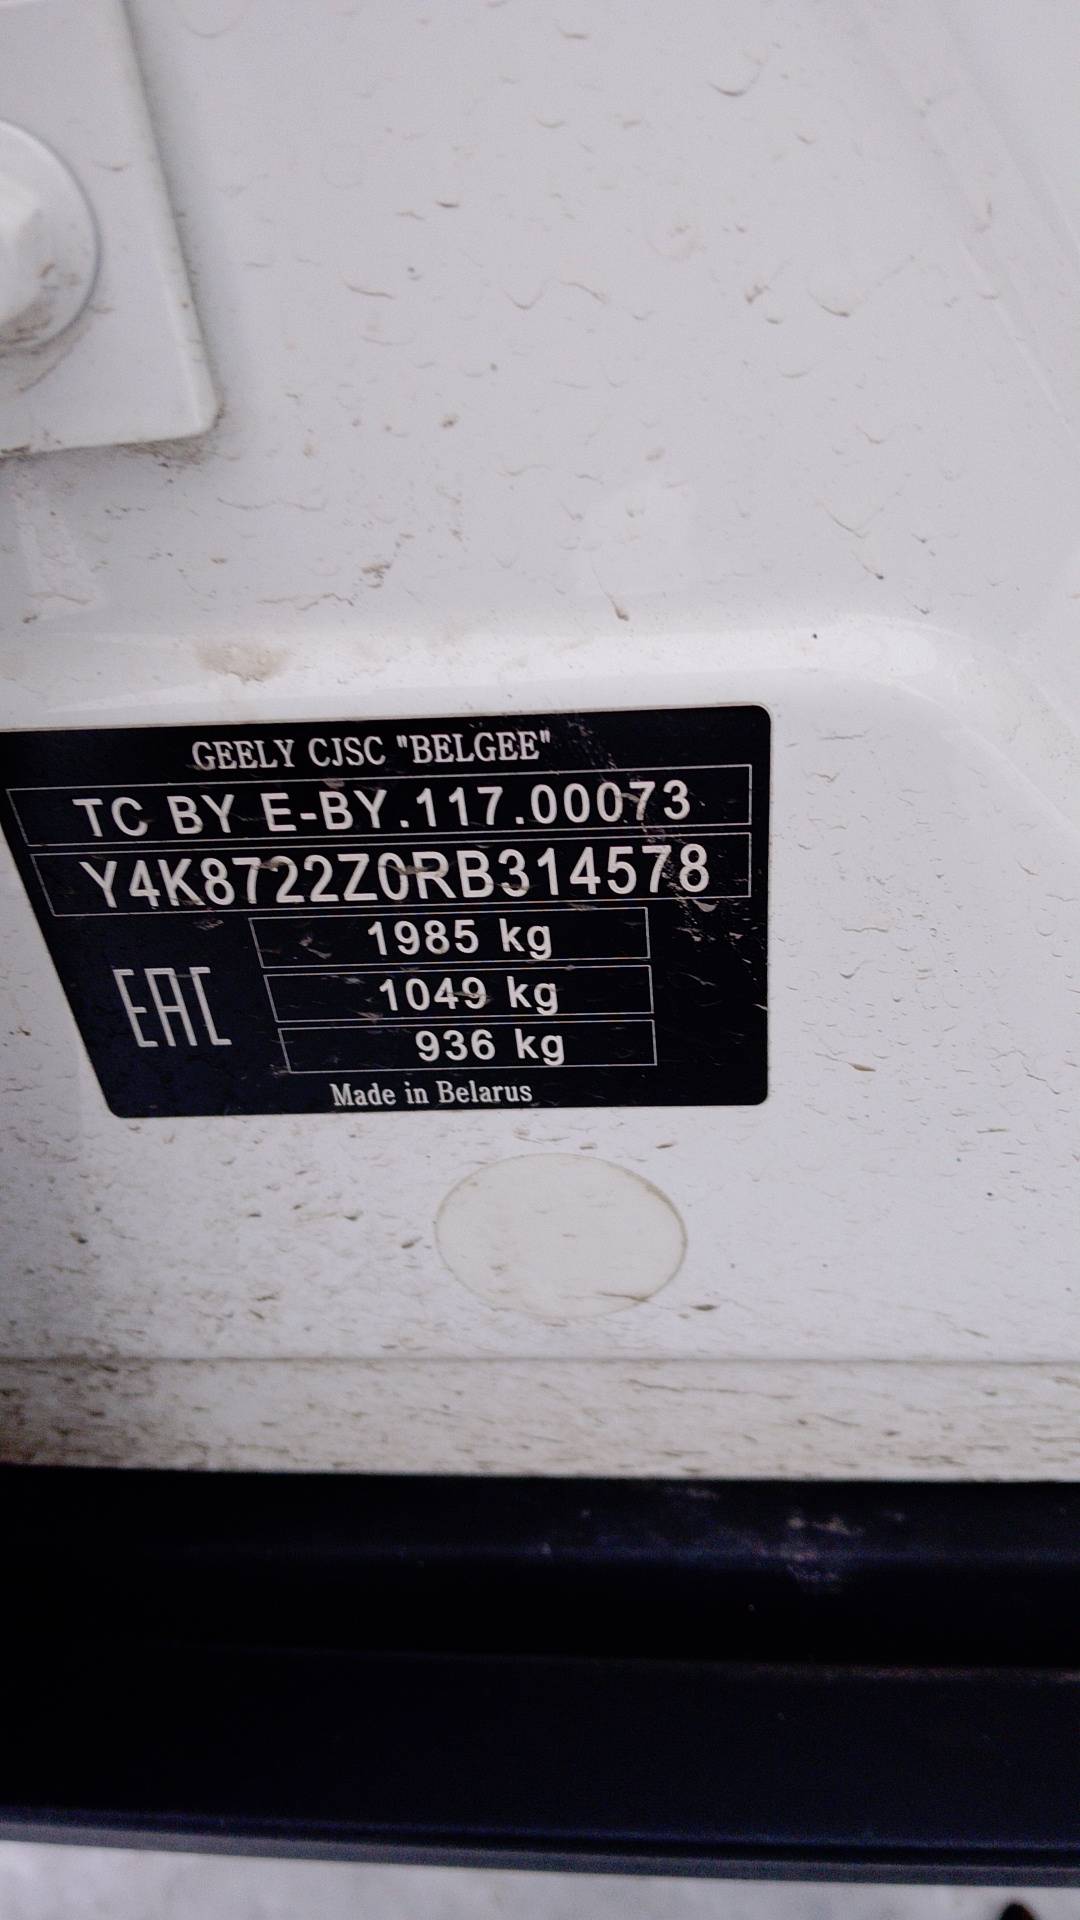 GEELY CJSC "BELGEE"
TC BY E-BY.117.00073
Y4K8722Z0RB314578
1985 kg
1049 kg
EAC
936 kg
Made in Belarus